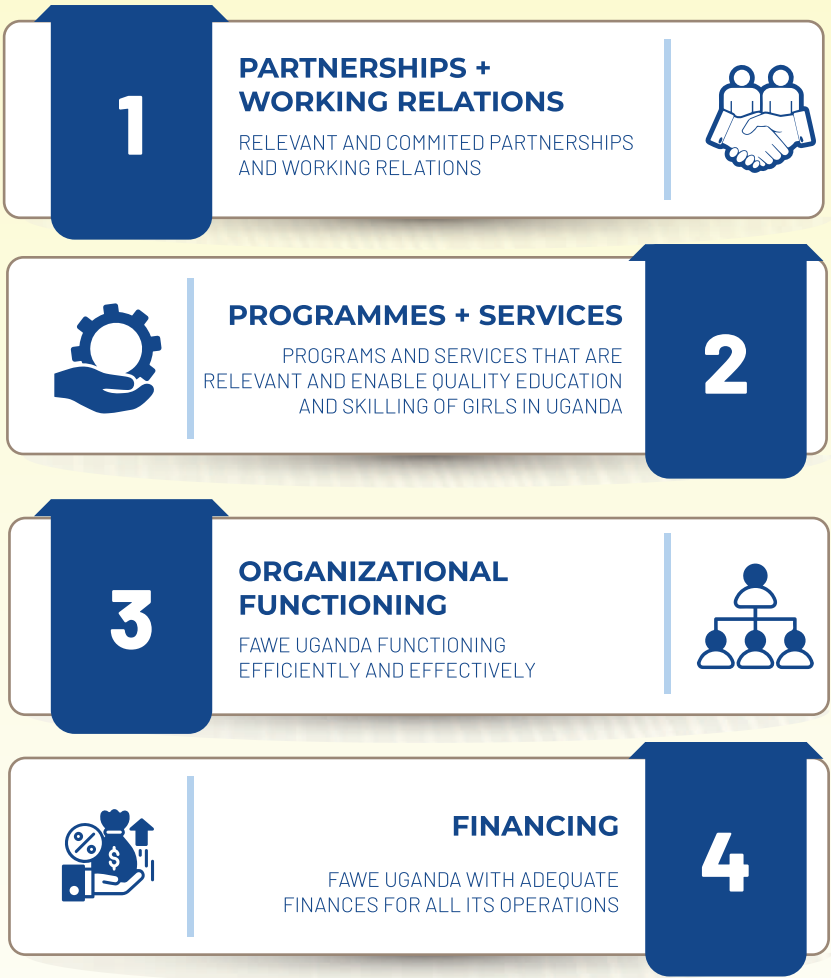 1
PARTNERSHIPS +
WORKING RELATIONS
RELEVANT AND COMMITED PARTNERSHIPS
AND WORKING RELATIONS
PROGRAMMES + SERVICES
PROGRAMS AND SERVICES THAT ARE
RELEVANT AND ENABLE QUALITY EDUCATION
AND SKILLING OF GIRLS IN UGANDA
2
3
ORGANIZATIONAL
FUNCTIONING
FAWE UGANDA FUNCTIONING
EFFICIENTLY AND EFFECTIVELY
%
$
FINANCING
FAWE UGANDA WITH ADEQUATE
FINANCES FOR ALL ITS OPERATIONS
4